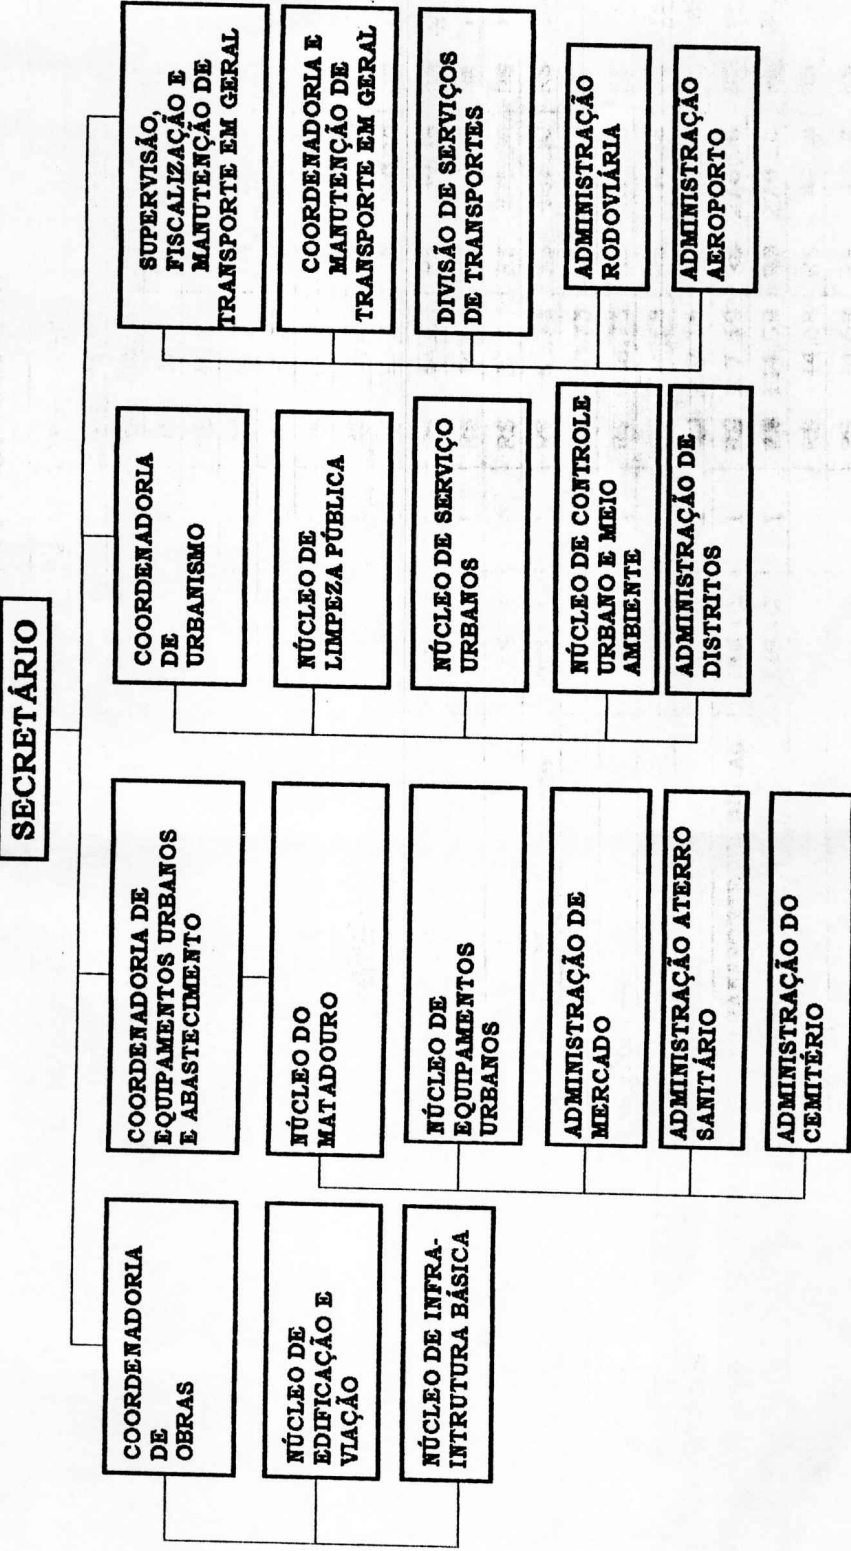 SECRETÁRIO
COORDENADORIA
DE
OBRAS
NÚCLEO DE
EDIFICAÇÃO E
VIAÇÃO
NÚCLEO DE INFRA-
INTRUTURA BÁSICA
COORDENADORIA DE
EQUIPAMENTOS URBANOS
E ABASTECIMENTO
NÚCLEO DO
MATADOURO
NÚCLEO DE
EQUIPAMENTOS
URBANOS
ADMINISTRAÇÃO DE
MERCADO
ADMINISTRAÇÃO ATERRO
SANITÁRIO
ADMINISTRAÇÃO DO
CEMITÉRIO
COORDENADORIA
DE
URBANISMO
NÚCLEO DE
LIMPEZA PÚBLICA
NÚCLEO DE SERVIÇO
URBANOS
NÚCLEO DE CONTROLE
URBANO E MEIO
AMBIENTE
ADMINISTRAÇÃO DE
DISTRITOS
SUPERVISÃO,
FISCALIZAÇÃO E
MANUTENÇÃO DE
TRANSPORTE EM GERAL
COORDENADORIA E
MANUTENÇÃO DE
TRANSPORTE EM GERAL
DIVISÃO DE SERVIÇOS
DE TRANSPORTES
ADMINISTRAÇÃO
RODOVIÁRIA
ADMINISTRAÇÃO
AEROPORTO